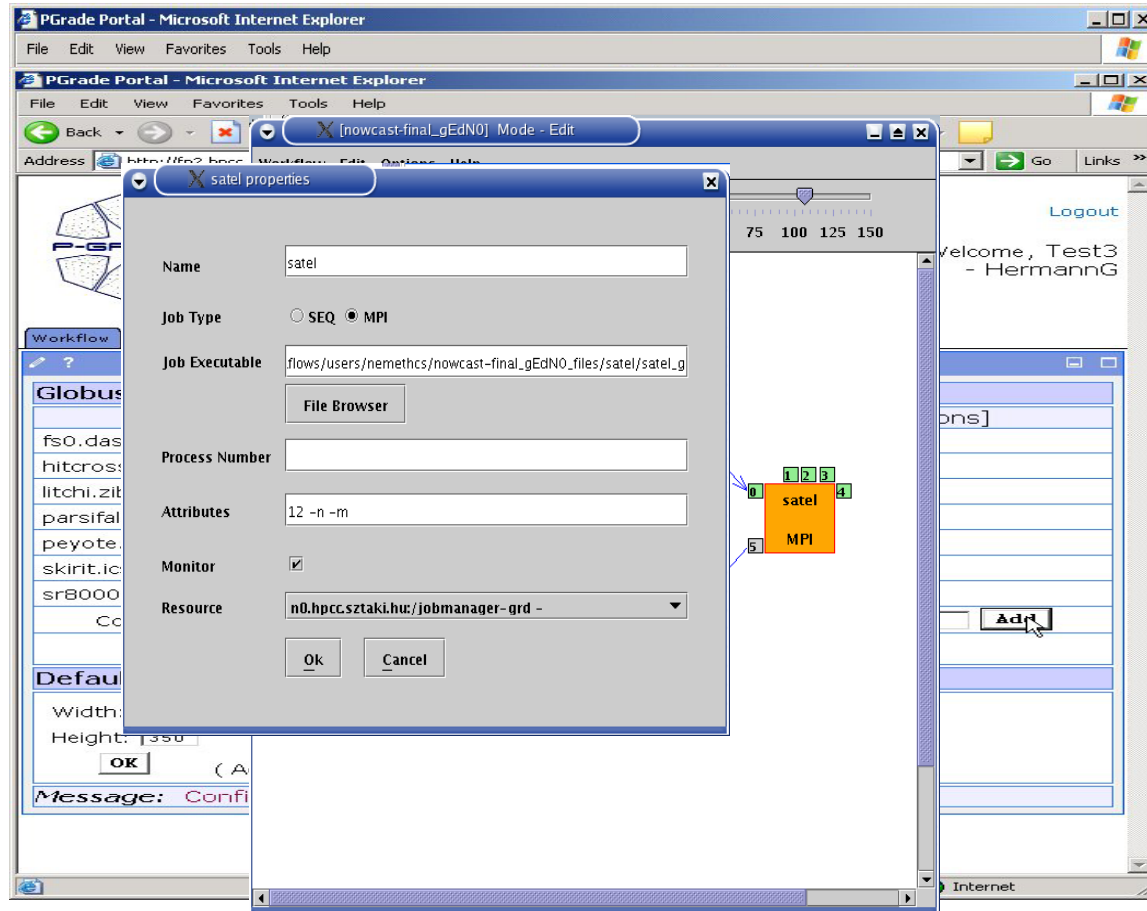 PGrade Portal - Microsoft Internet Explorer
File Edit View Favorites Tools Help
PGrade Portal - Microsoft Internet Explorer
File Edit View Favorites Tools Help
Back
[nowcast-final_gEdN0] Mode - Edit
Address
Go Links »
satel properties
Logout
75 100 125 150
Welcome, Test3
- HermannG
Name satel
Job Type SEQ MPI
Workflow
Job Executable flows/users/nemethcs/nowcast-final_gEdN0_files/satel/satel_g
File Browser
Globus
ons]
fs0.das
hitcross
litchi.zib
parsifal
peyote.
skirit.ic
sr8000
Process Number
Attributes 12 -n -m
Monitor
Resource n0.hpcc.sztaki.hu:/jobmanager-grd -
Ok Cancel
1 2 3
0 satel 4
5 MPI
Co
Add
Defaul
Width:
Height: 350
OK ( A
Message: Confi
Internet